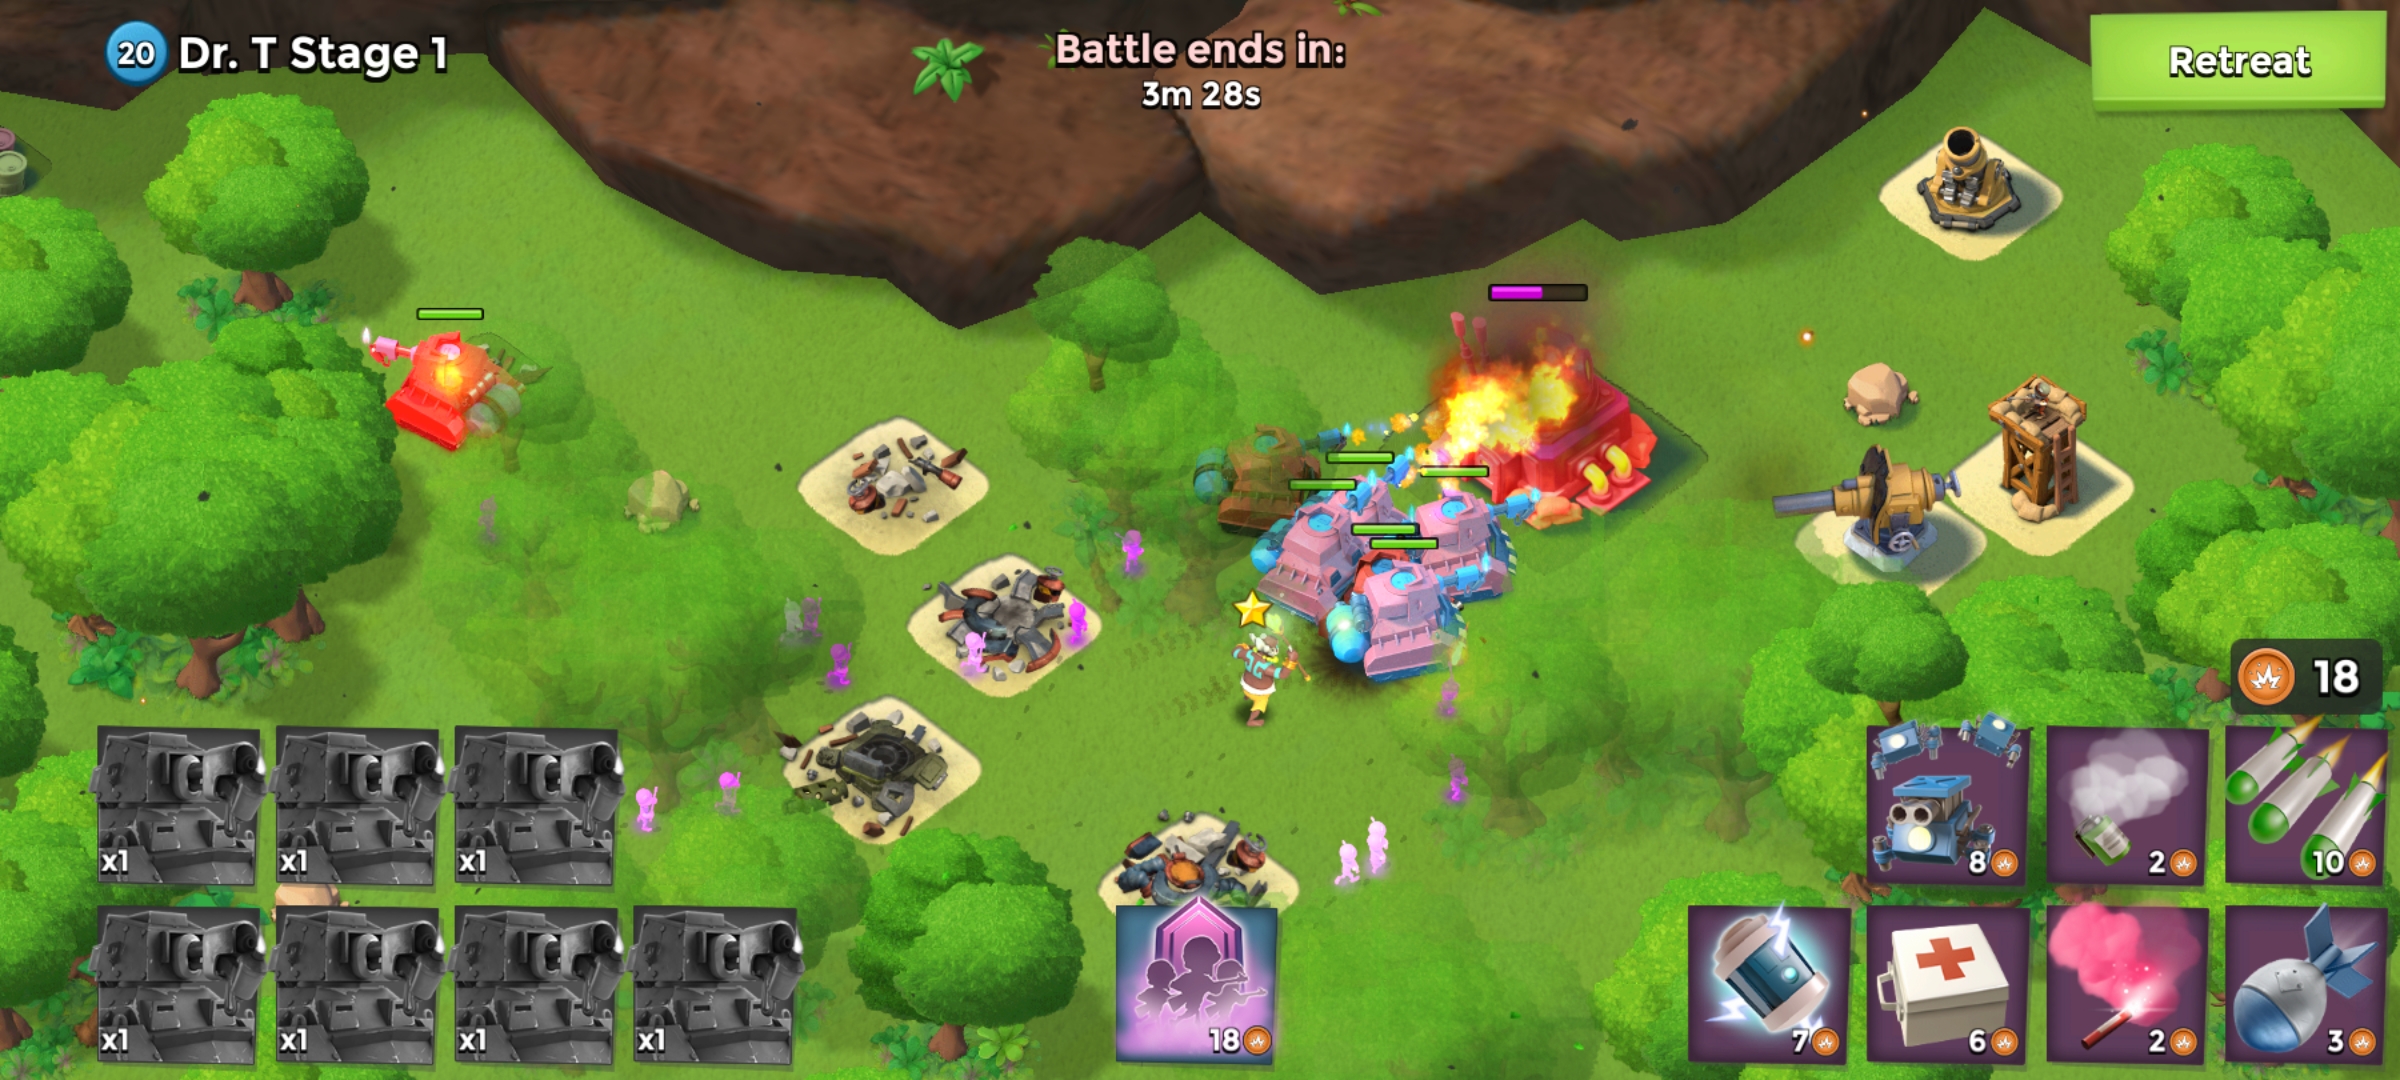 20 Dr. T Stage 1
Battle ends in:
3m 28s
Retreat
18
x1 x1 x1
8 2 10
x1 x1 x1 x1
18
7 6 2 3